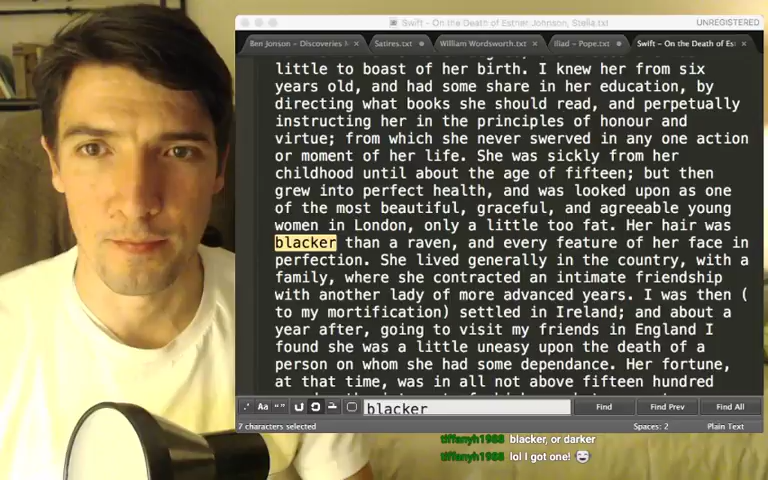 Swift - On the Death of Esther Johnson, Stella.txt
UNREGISTERED
Ben Jonson - Discoveries
Satires.txt
William Wordsworth.txt
Iliad - Pope.txt
Swift - On the Death of Es
little to boast of her birth. I knew her from six
years old, and had some share in her education, by
directing what books she should read, and perpetually
instructing her in the principles of honour and
virtue; from which she never swerved in any one action
or moment of her life. She was sickly from her
childhood until about the age of fifteen; but then
grew into perfect health, and was looked upon as one
of the most beautiful, graceful, and agreeable young
women in London, only a little too fat. Her hair was
blacker than a raven, and every feature of her face in
perfection. She lived generally in the country, with a
family, where she contracted an intimate friendship
with another lady of more advanced years. I was then (
to my mortification) settled in Ireland; and about a
year after, going to visit my friends in England I
found she was a little uneasy upon the death of a
person on whom she had some dependance. Her fortune,
at that time, was in all not above fifteen hundred
.* Aa “” blacker Find Find Prev Find All
7 characters selected
Spaces: 2
Plain Text
tiffanyh1988 blacker, or darker
tiffanyh1988 lol I got one! 😄